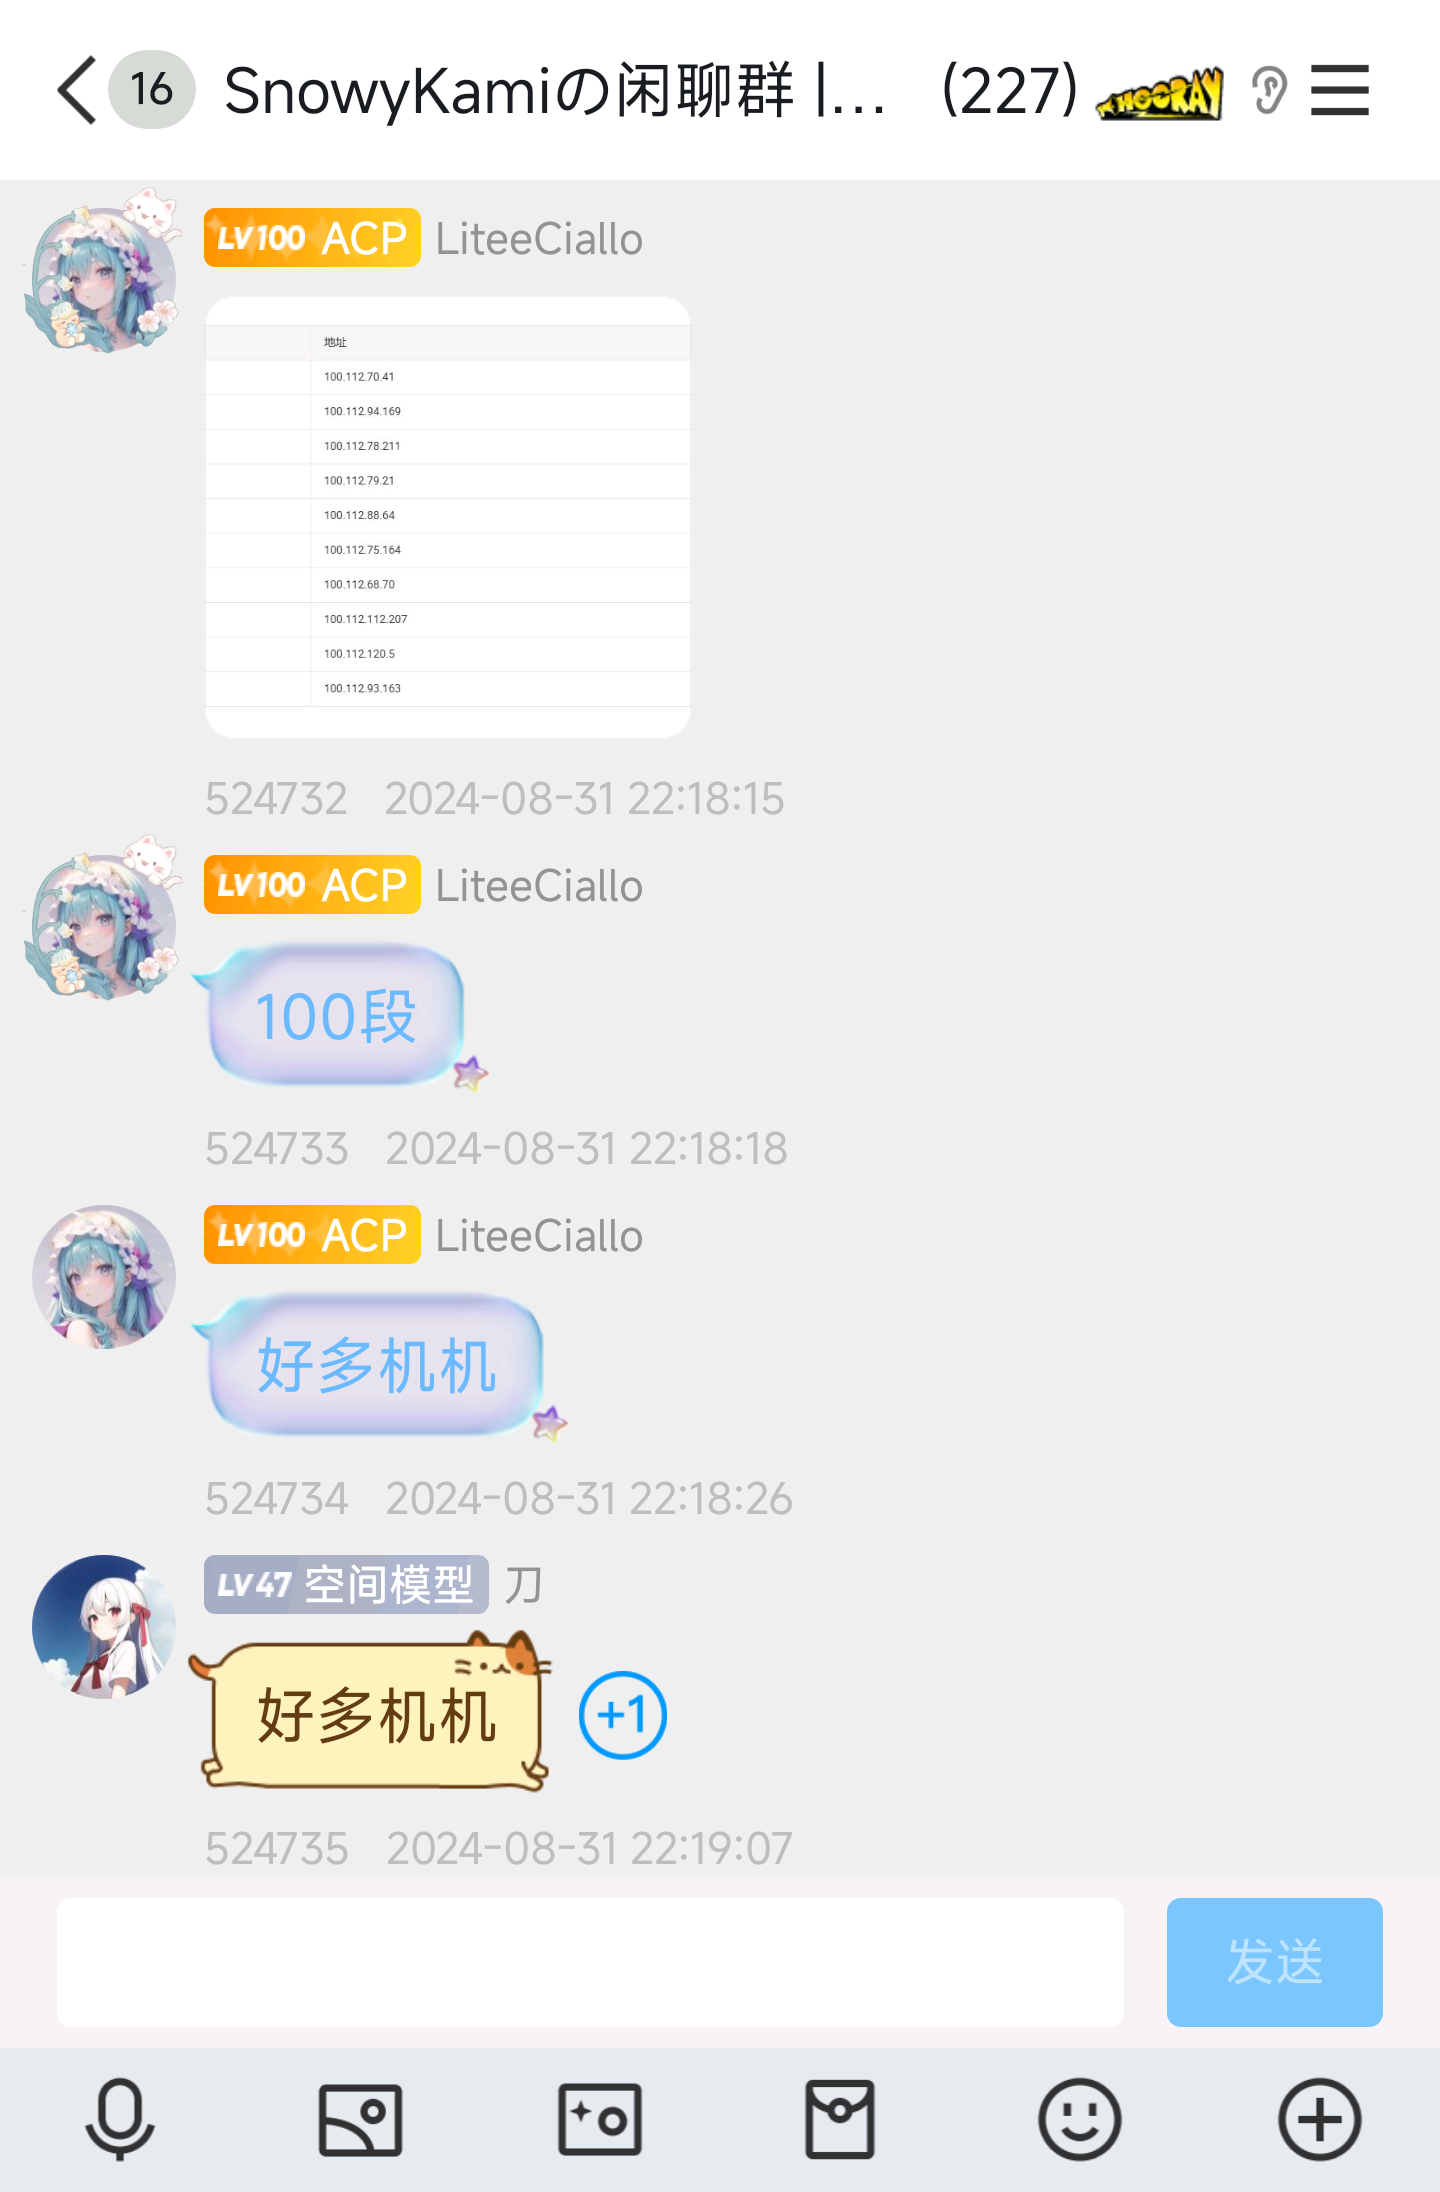 16 SnowyKamiの闲聊群 |... (227) HOORAY
LV100 ACP LiteeCiallo
地址
100.112.70.41
100.112.94.169
100.112.78.211
100.112.79.21
100.112.88.64
100.112.75.164
100.112.68.70
100.112.112.207
100.112.120.5
100.112.93.163
524732 2024-08-31 22:18:15
LV100 ACP LiteeCiallo
100段
524733 2024-08-31 22:18:18
LV100 ACP LiteeCiallo
好多机机
524734 2024-08-31 22:18:26
LV47 空间模型 刀
好多机机
+1
524735 2024-08-31 22:19:07
发送